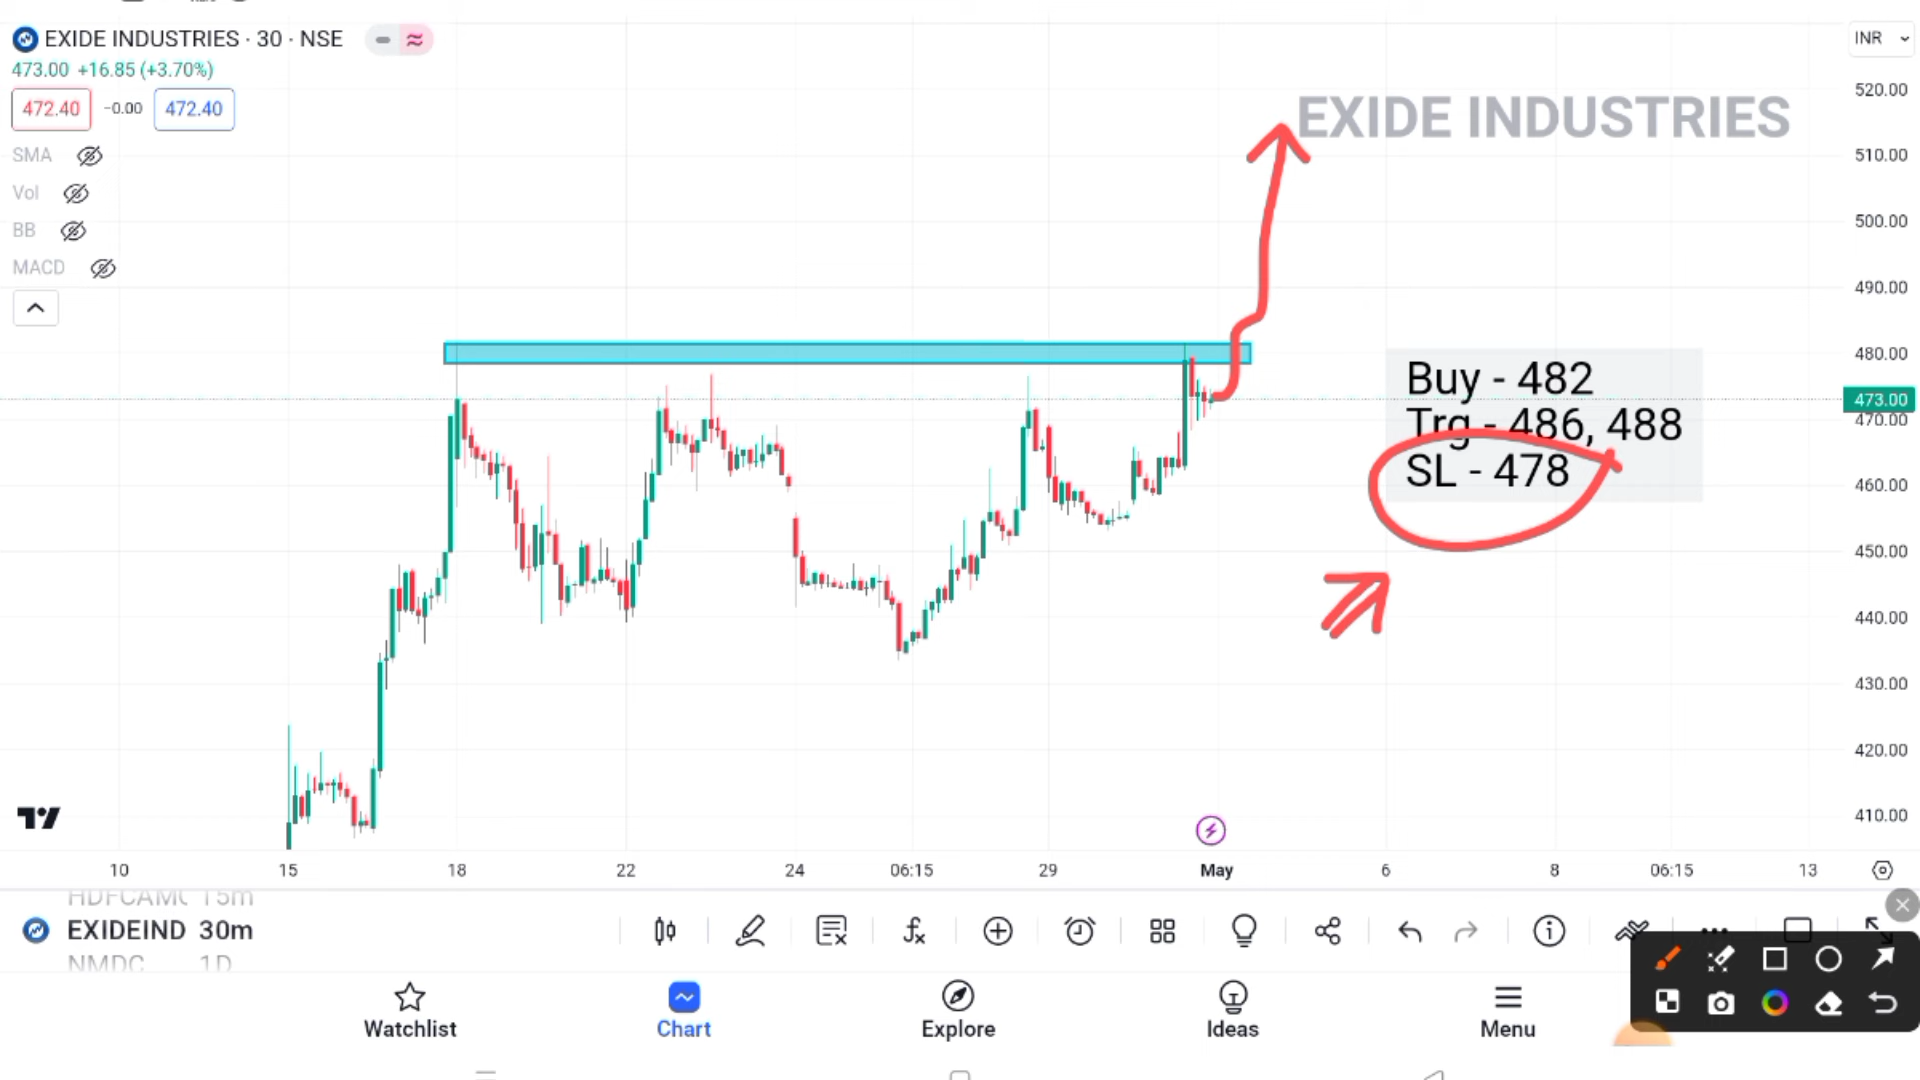 EXIDE INDUSTRIES · 30 · NSE
INR
473.00 +16.85 (+3.70%)
472.40 -0.00 472.40
SMA
Vol
BB
MACD
EXIDE INDUSTRIES
520.00
510.00
500.00
490.00
480.00
473.00
470.00
460.00
450.00
440.00
430.00
420.00
410.00
Buy - 482
Trg - 486, 488
SL - 478
10 15 18 22 24 06:15 29 May 6 8 06:15 13
HDFCAMC 15m
EXIDEIND 30m
NMDC 1D
Watchlist
Chart
Explore
Ideas
Menu